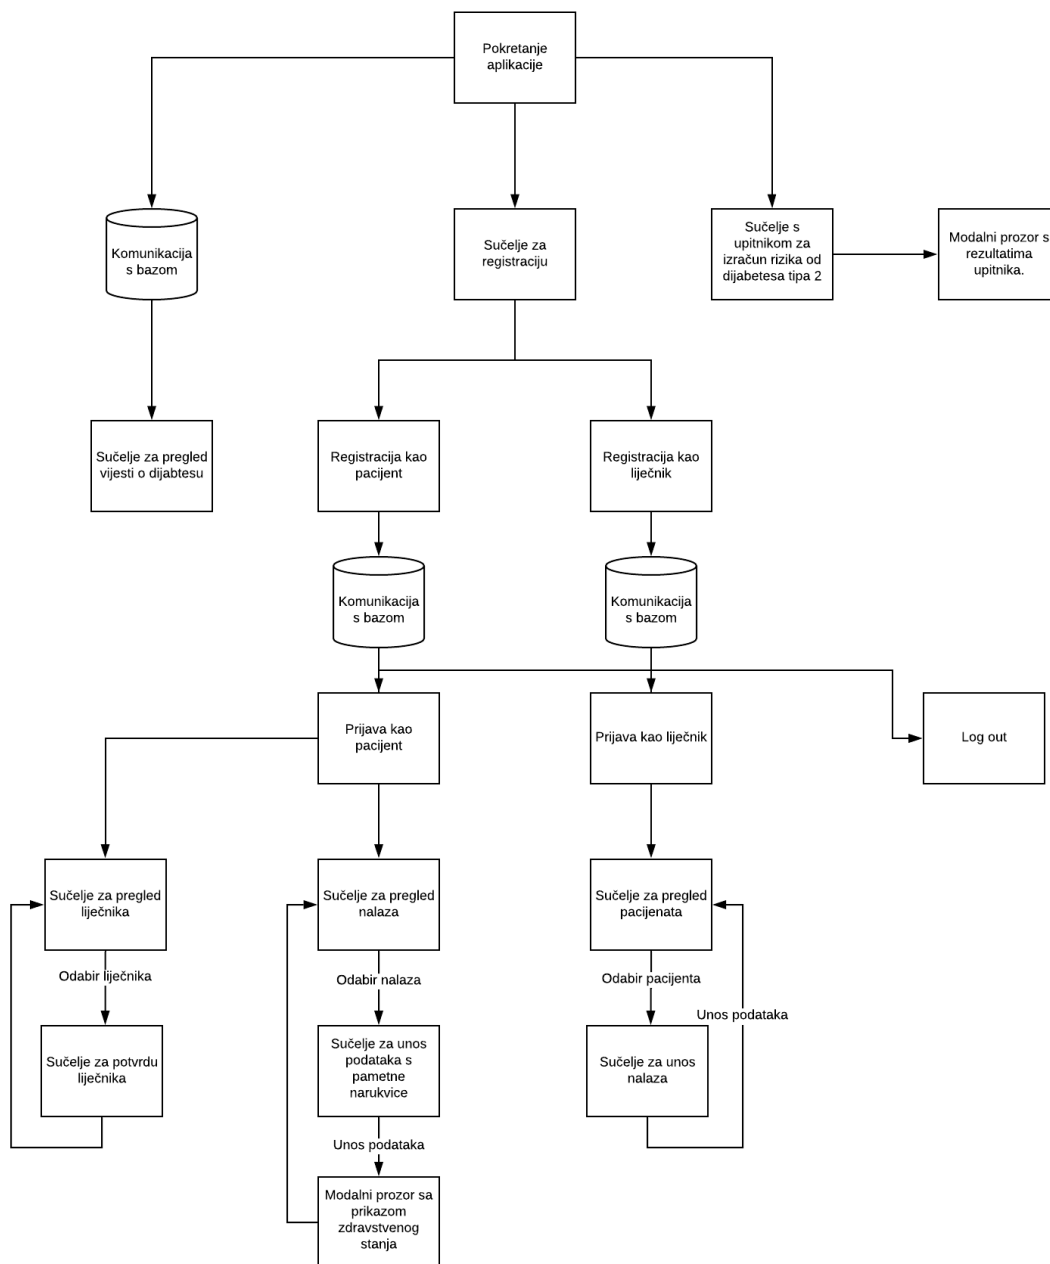 Pokretanje
aplikacije
Komunikacija
s bazom
Sučelje za
registraciju
Sučelje s
upitnikom za
izračun rizika od
dijabetesa tipa 2
Modalni prozor s
rezultatima
upitnika.
Sučelje za pregled
vijesti o dijabtesu
Registracija kao
pacijent
Registracija kao
liječnik
Komunikacija
s bazom
Komunikacija
s bazom
Prijava kao
pacijent
Prijava kao liječnik
Log out
Sučelje za pregled
liječnika
Sučelje za pregled
nalaza
Sučelje za pregled
pacijenata
Odabir liječnika
Odabir nalaza
Odabir pacijenta
Unos podataka
Sučelje za potvrdu
liječnika
Sučelje za unos
podataka s
pametne
narukvice
Sučelje za unos
nalaza
Unos podataka
Modalni prozor sa
prikazom
zdravstvenog
stanja